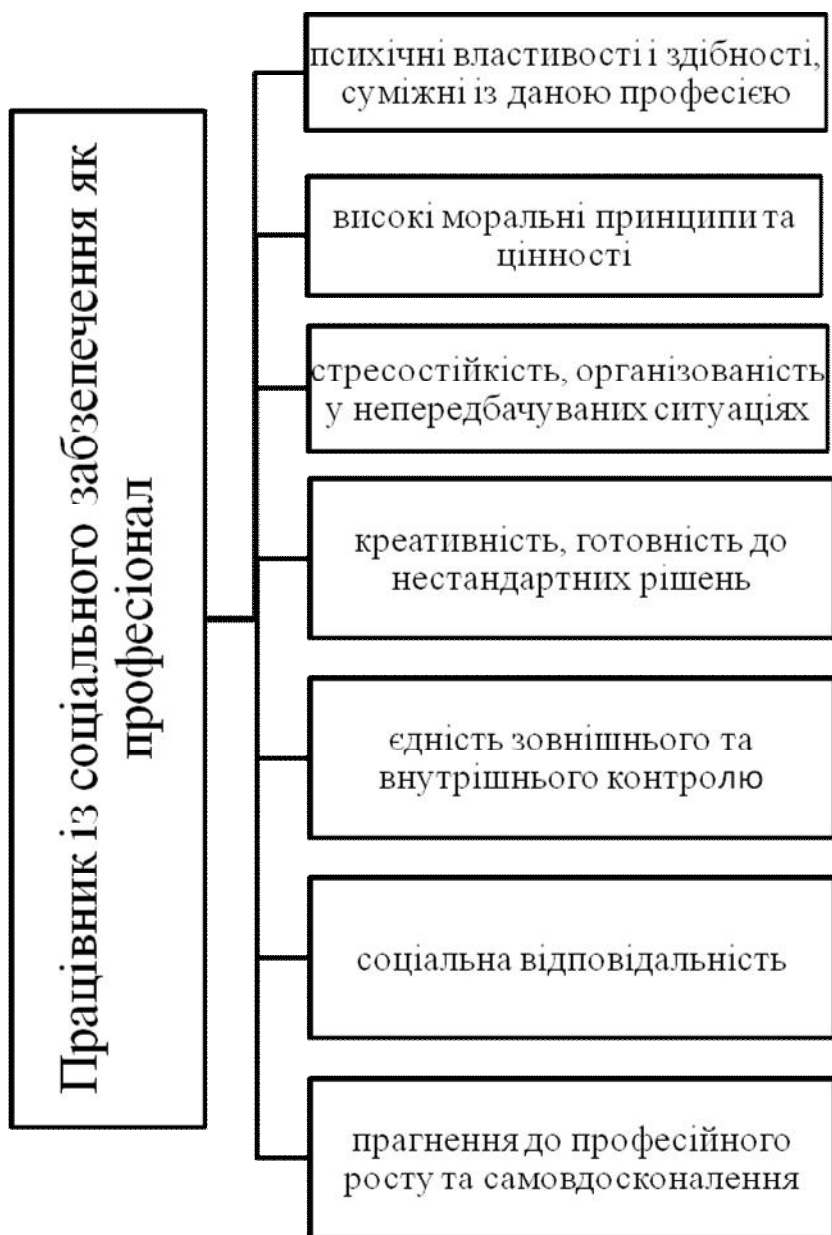 Працівник із соціального забзепечення як
професіонал
психічні властивості і здібності,
суміжні із даною професією
високі моральні принципи та
цінності
стресостійкість, організованість
у непередбачуваних ситуаціях
креативність, готовність до
нестандартних рішень
єдність зовнішнього та
внутрішнього контролю
соціальна відповідальність
прагнення до професійного
росту та самовдосконалення